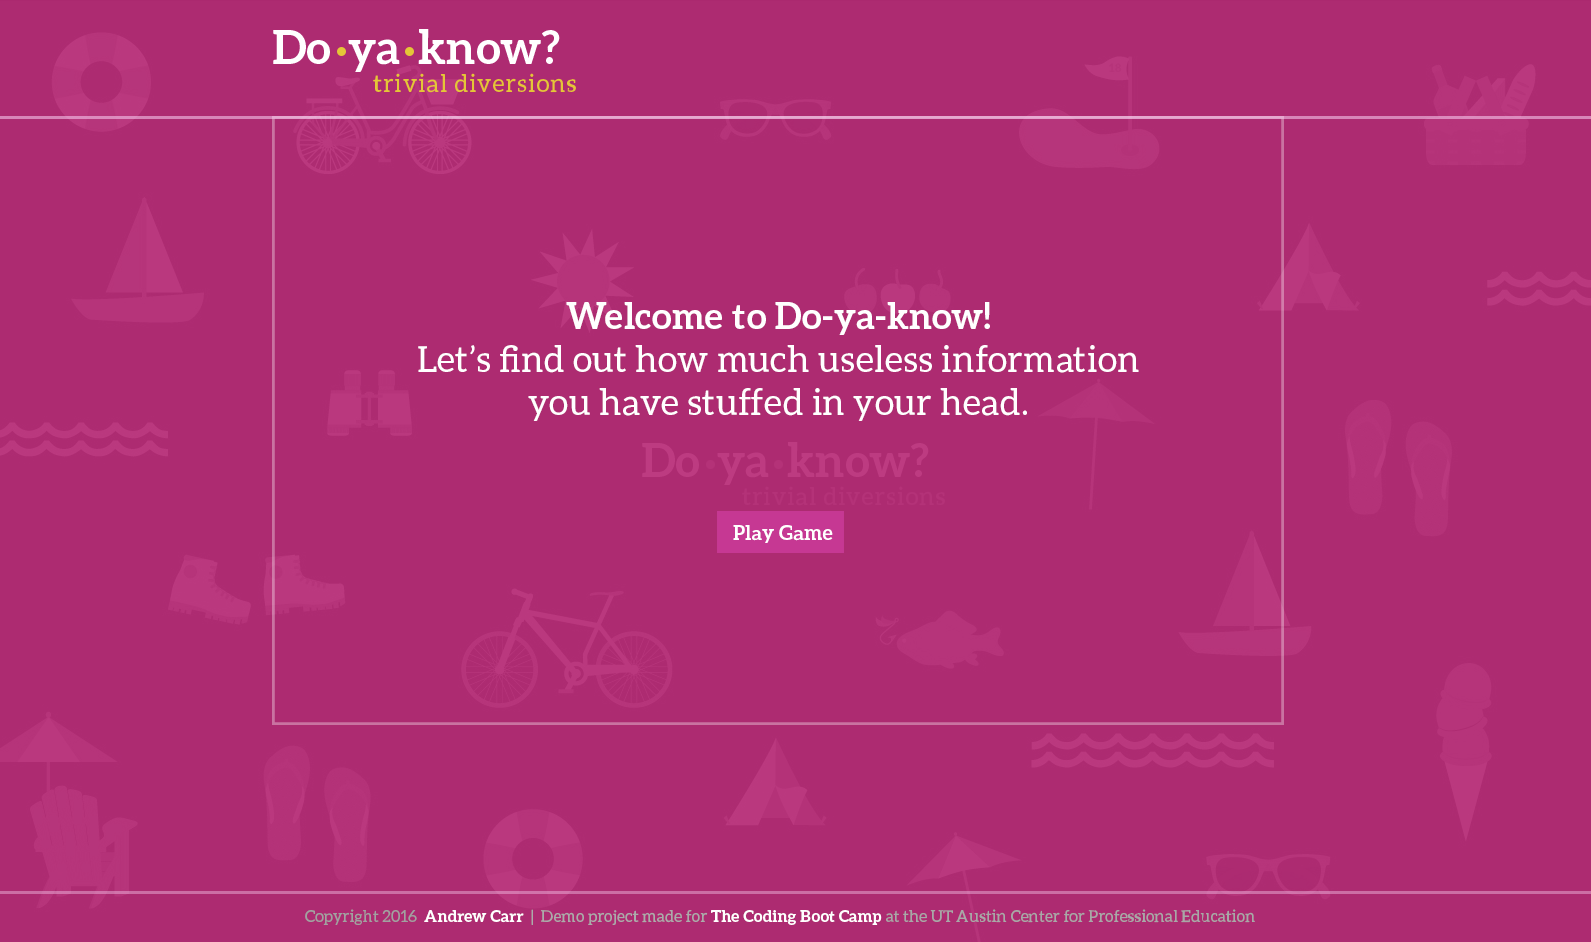 Do·ya·know?
trivial diversions
Welcome to Do-ya-know!
Let’s find out how much useless information
you have stuffed in your head.
Do·ya·know?
trivial diversions
Play Game
Copyright 2016 Andrew Carr | Demo project made for The Coding Boot Camp at the UT Austin Center for Professional Education